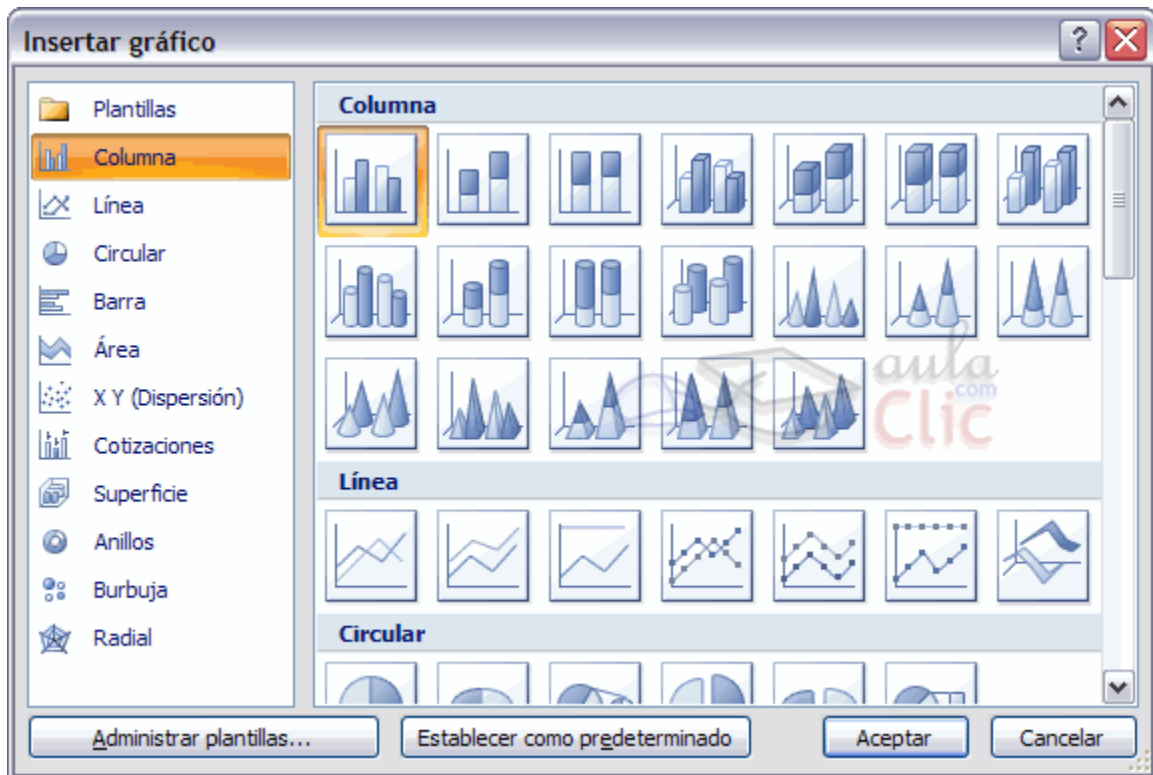 Insertar gráfico
Plantillas
Columna
Línea
Circular
Barra
Área
X Y (Dispersión)
Cotizaciones
Superficie
Anillos
Burbuja
Radial
Columna
Línea
Circular
aula
.com
Clic
Administrar plantillas...
Establecer como predeterminado
Aceptar
Cancelar